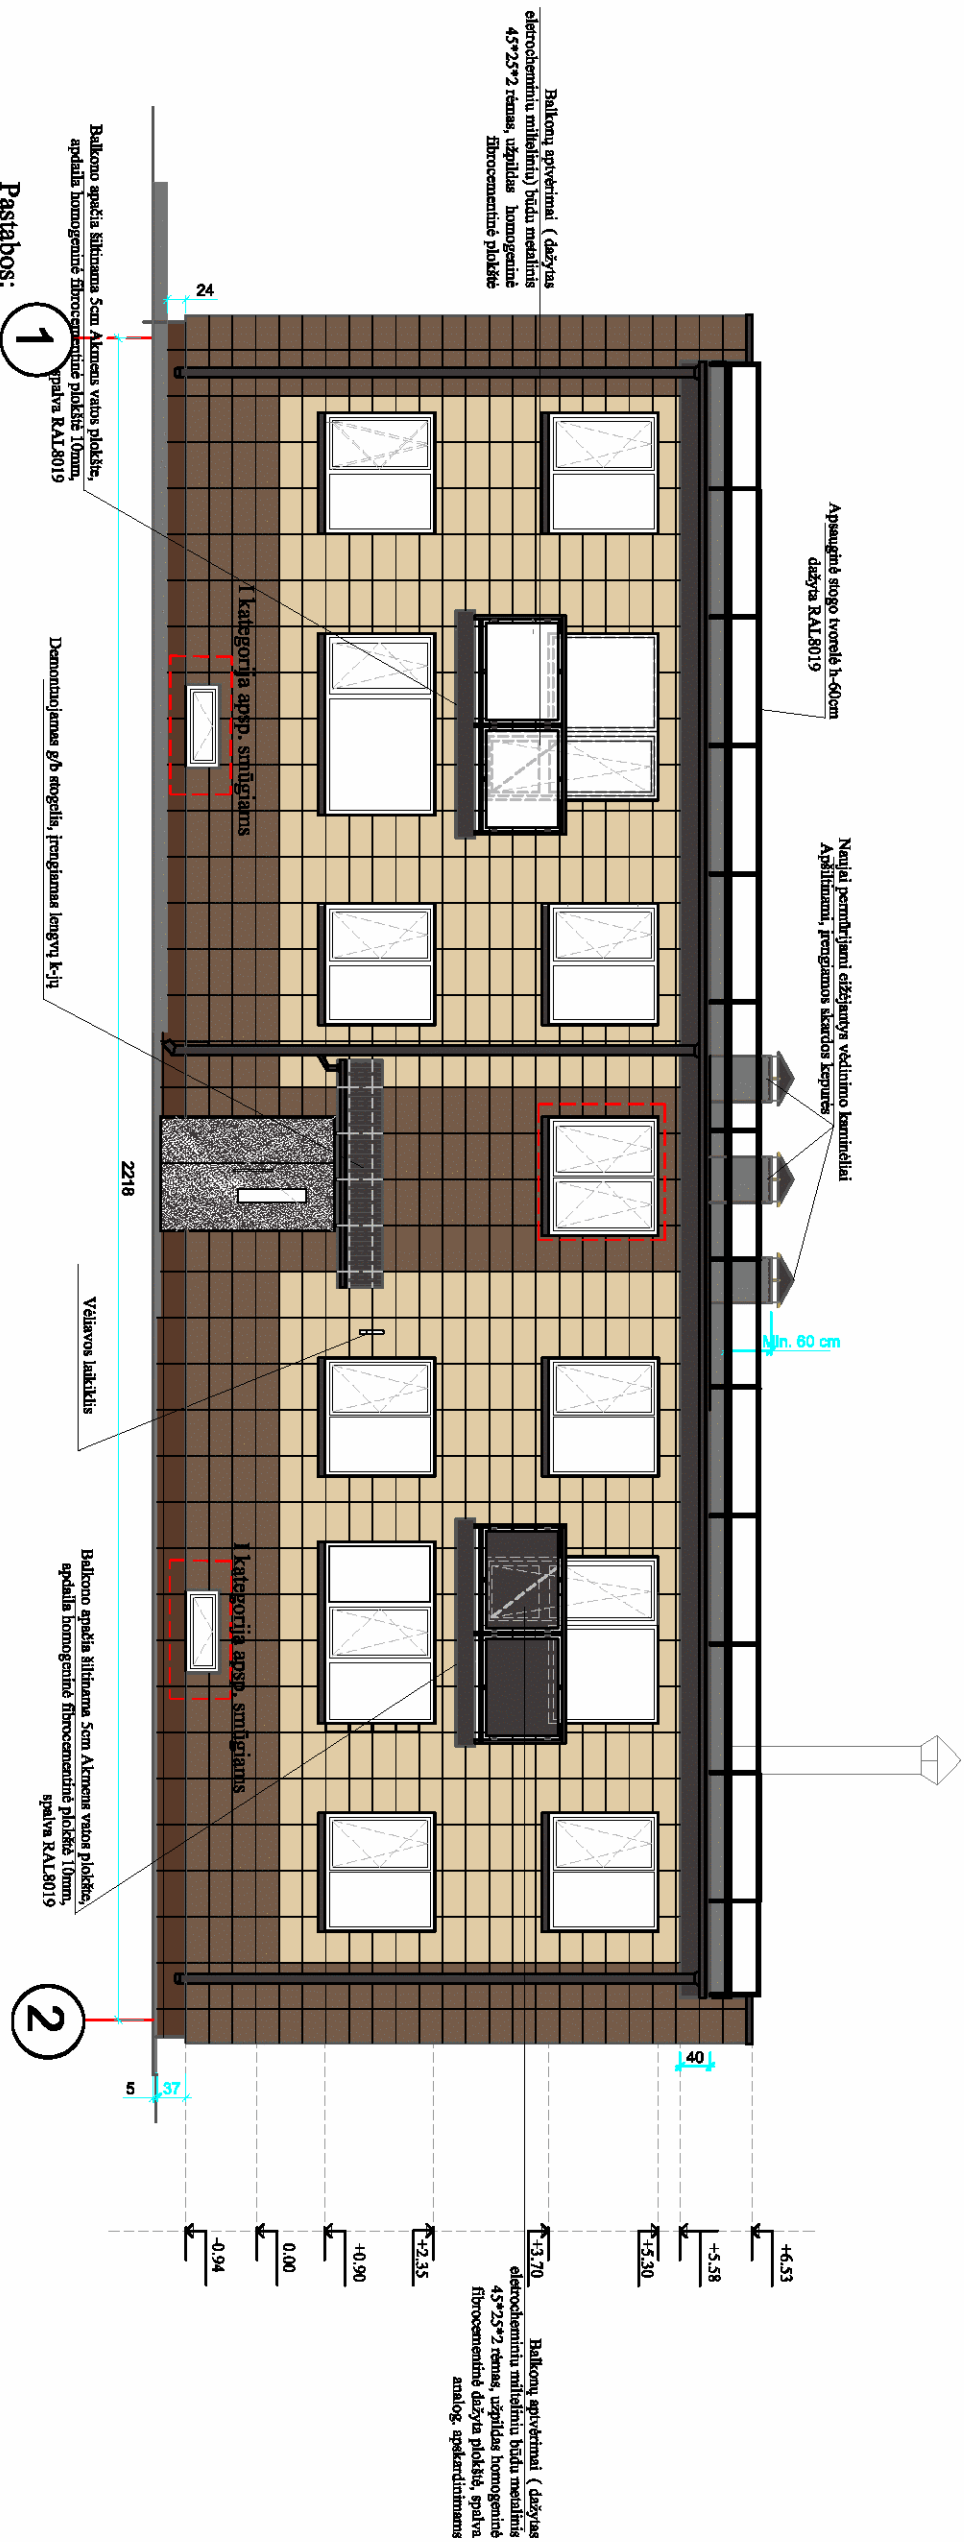 Balkonų aptvėrimai ( dažytas
eletrocheminiu milteliniu) būdu metalinis
45*25*2 rėmas, užpildas homogeninė
fibrocementinė plokštė
Apsauginė stogo tvorelė h-60cm
dažyta RAL8019
Naujai permūrijami eižėjantys vėdinimo kaminėliai
Apšiltinami, įrengiamos skardos kepurės
Min. 60 cm
+6.53
+5.58
+5.30
+3.70
+2.35
+0.90
0.00
-0.94
40
37
5
24
Balkonų aptvėrimai ( dažytas
eletrocheminiu milteliniu būdu metalinis
45*25*2 rėmas, užpildas homogeninė
fibrocementinė dažyta plokštė, spalva
analog. apskardinimams
I kategorija apsp. smūgiams
I kategorija apsp. smūgiams
Balkono apačia šiltinama 5cm Akmens vatos plokšte,
apdaila homogeninė fibrocementinė plokštė 10mm,
spalva RAL8019
Demontuojamas g/b stogelis, įrengiamas lengvų k-jų
2218
Vėliavos laikiklis
Balkono apačia šiltinama 5cm Akmens vatos plokšte,
apdaila homogeninė fibrocementinė plokštė 10mm,
spalva RAL8019
1
2
Pastabos: